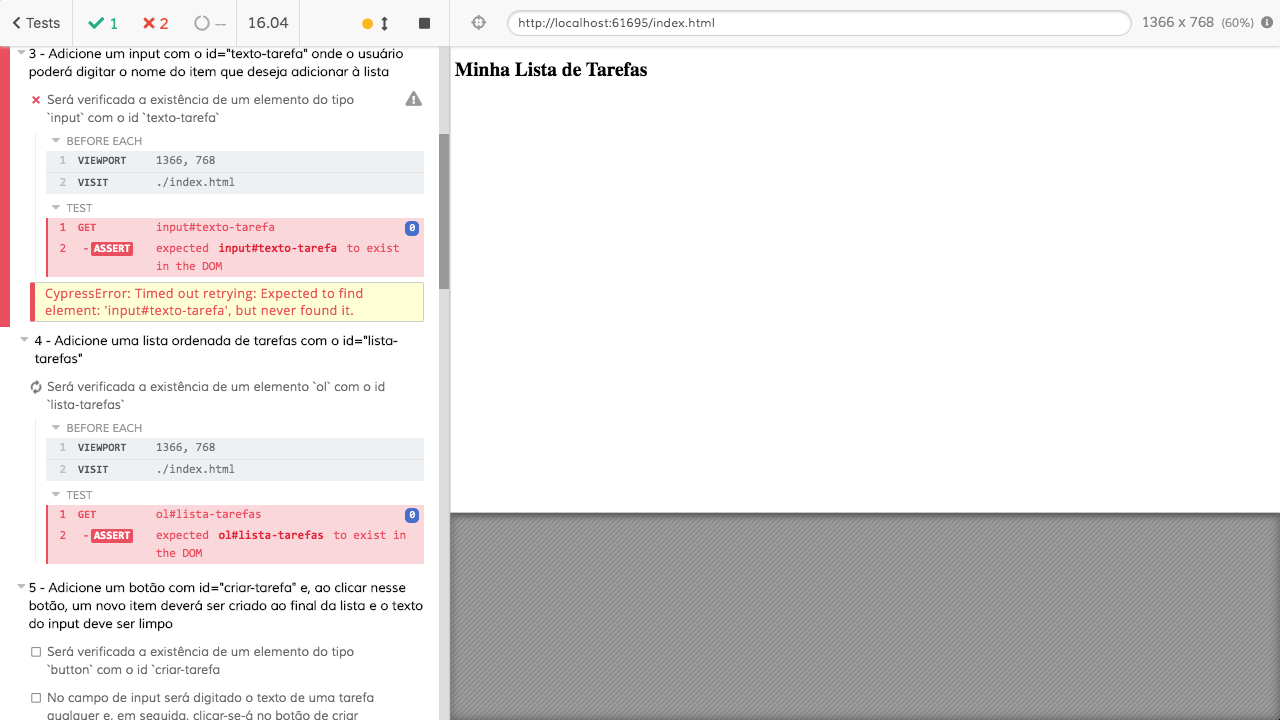 Tests
1
2
--
16.04
http://localhost:61695/index.html
1366 x 768 (60%)
3 - Adicione um input com o id="texto-tarefa" onde o usuário
poderá digitar o nome do item que deseja adicionar à lista
Será verificada a existência de um elemento do tipo
`input` com o id `texto-tarefa`
BEFORE EACH
1 VIEWPORT 1366, 768
2 VISIT ./index.html
TEST
1 GET input#texto-tarefa 0
2 -ASSERT expected input#texto-tarefa to exist
in the DOM
CypressError: Timed out retrying: Expected to find
element: 'input#texto-tarefa', but never found it.
4 - Adicione uma lista ordenada de tarefas com o id="lista-
tarefas"
Será verificada a existência de um elemento `ol` com o id
`lista-tarefas`
BEFORE EACH
1 VIEWPORT 1366, 768
2 VISIT ./index.html
TEST
1 GET ol#lista-tarefas 0
2 -ASSERT expected ol#lista-tarefas to exist in
the DOM
5 - Adicione um botão com id="criar-tarefa" e, ao clicar nesse
botão, um novo item deverá ser criado ao final da lista e o texto
do input deve ser limpo
Será verificada a existência de um elemento do tipo
`button` com o id `criar-tarefa
No campo de input será digitado o texto de uma tarefa
qualquer e, em seguida, clicar-se-á no botão de criar
Minha Lista de Tarefas